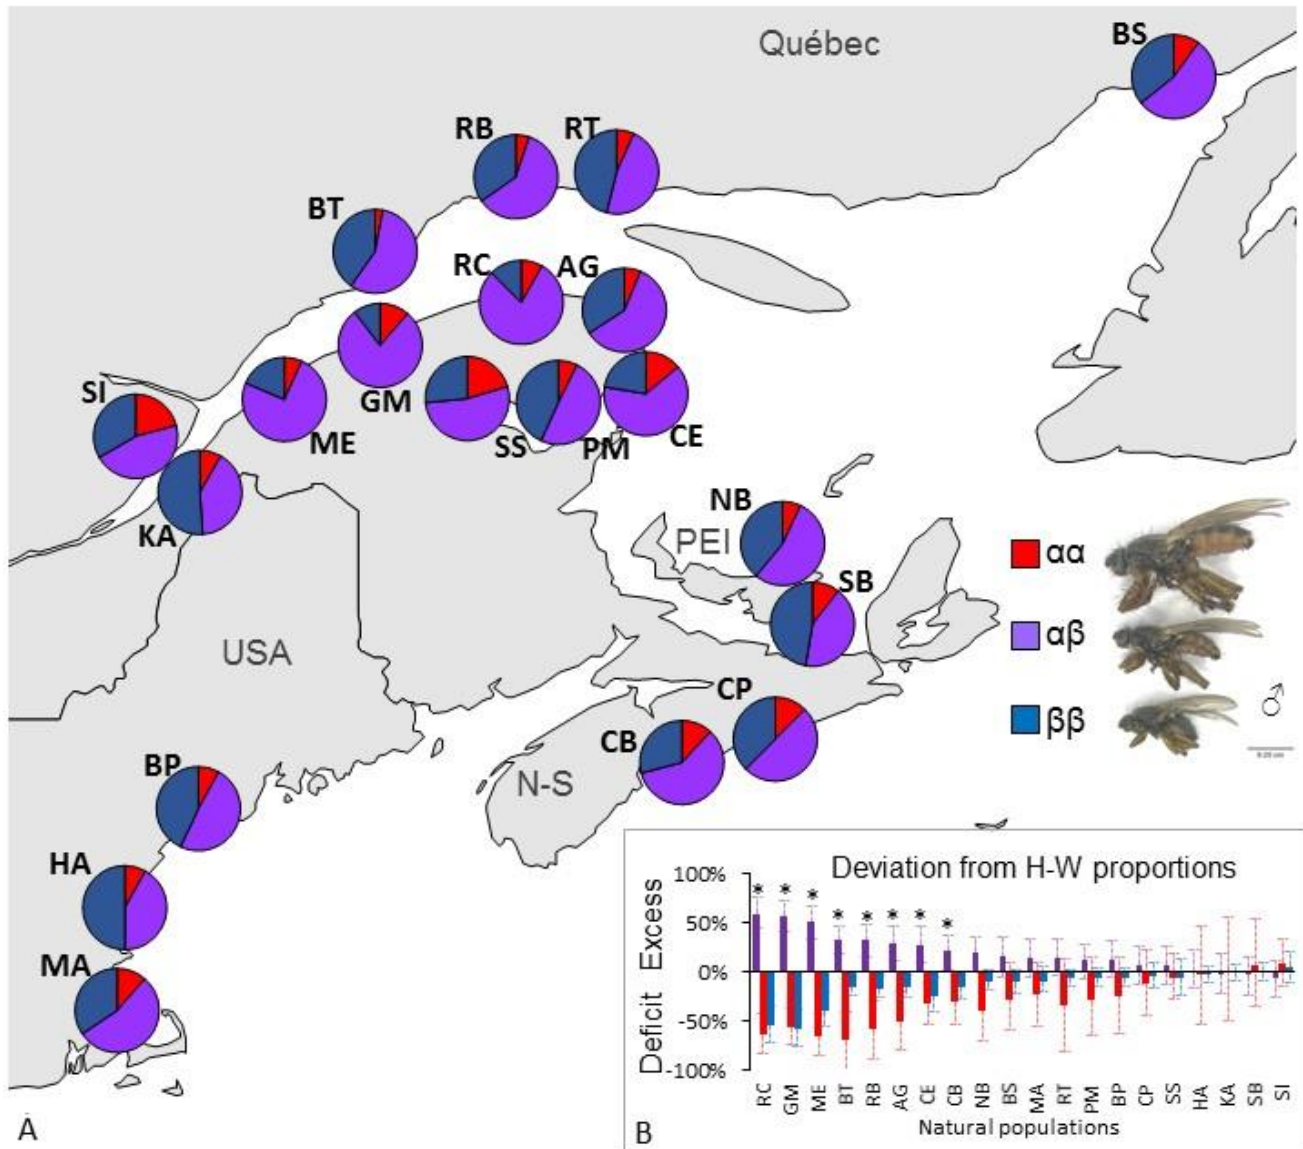 Québec
BS
RB
RT
BT
RC
AG
SI
GM
ME
SS
PM
CE
KA
NB
PEI
SB
αα
USA
αβ
CP
CB
ββ
♂
BP
N-S
HA
MA
Deviation from H-W proportions
Deficit Excess
100%
50%
0%
-50%
-100%
* * * * * * * *
RC GM ME BT RB AG CE CB NB BS MA RT PM BP CP SS HA KA SB SI
Natural populations
A
B